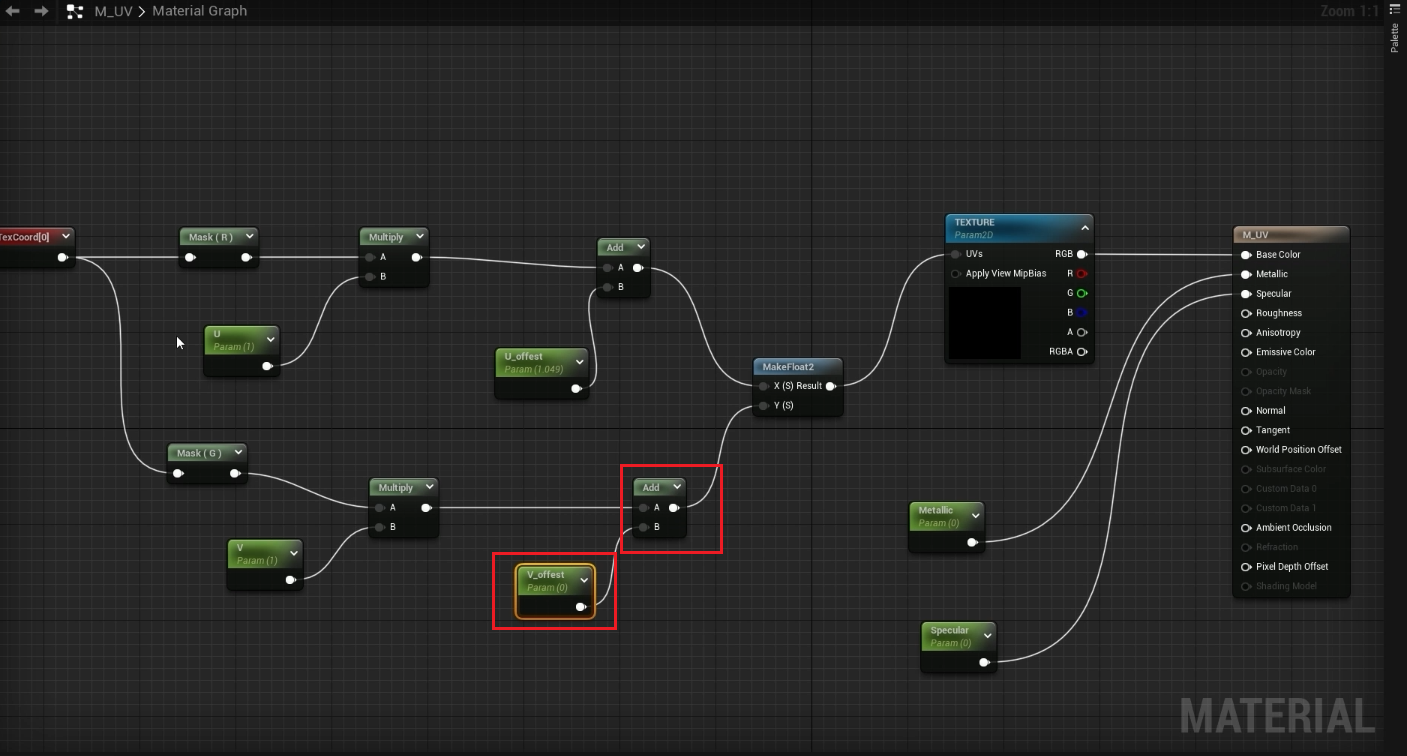 M_UV > Material Graph
Zoom 1:1
Palette
TexCoord[0]
Mask ( R )
Multiply
A
B
U
Param (1)
Add
A
B
U_offest
Param (1.049)
MakeFloat2
X (S) Result
Y (S)
TEXTURE
Param2D
UVs RGB
Apply View MipBias R
G
B
A
RGBA
M_UV
Base Color
Metallic
Specular
Roughness
Anisotropy
Emissive Color
Opacity
Opacity Mask
Normal
Tangent
World Position Offset
Subsurface Color
Custom Data 0
Custom Data 1
Ambient Occlusion
Refraction
Pixel Depth Offset
Shading Model
Mask ( G )
Multiply
A
B
V
Param (1)
Add
A
B
V_offest
Param (0)
Metallic
Param (0)
Specular
Param (0)
MATERIAL